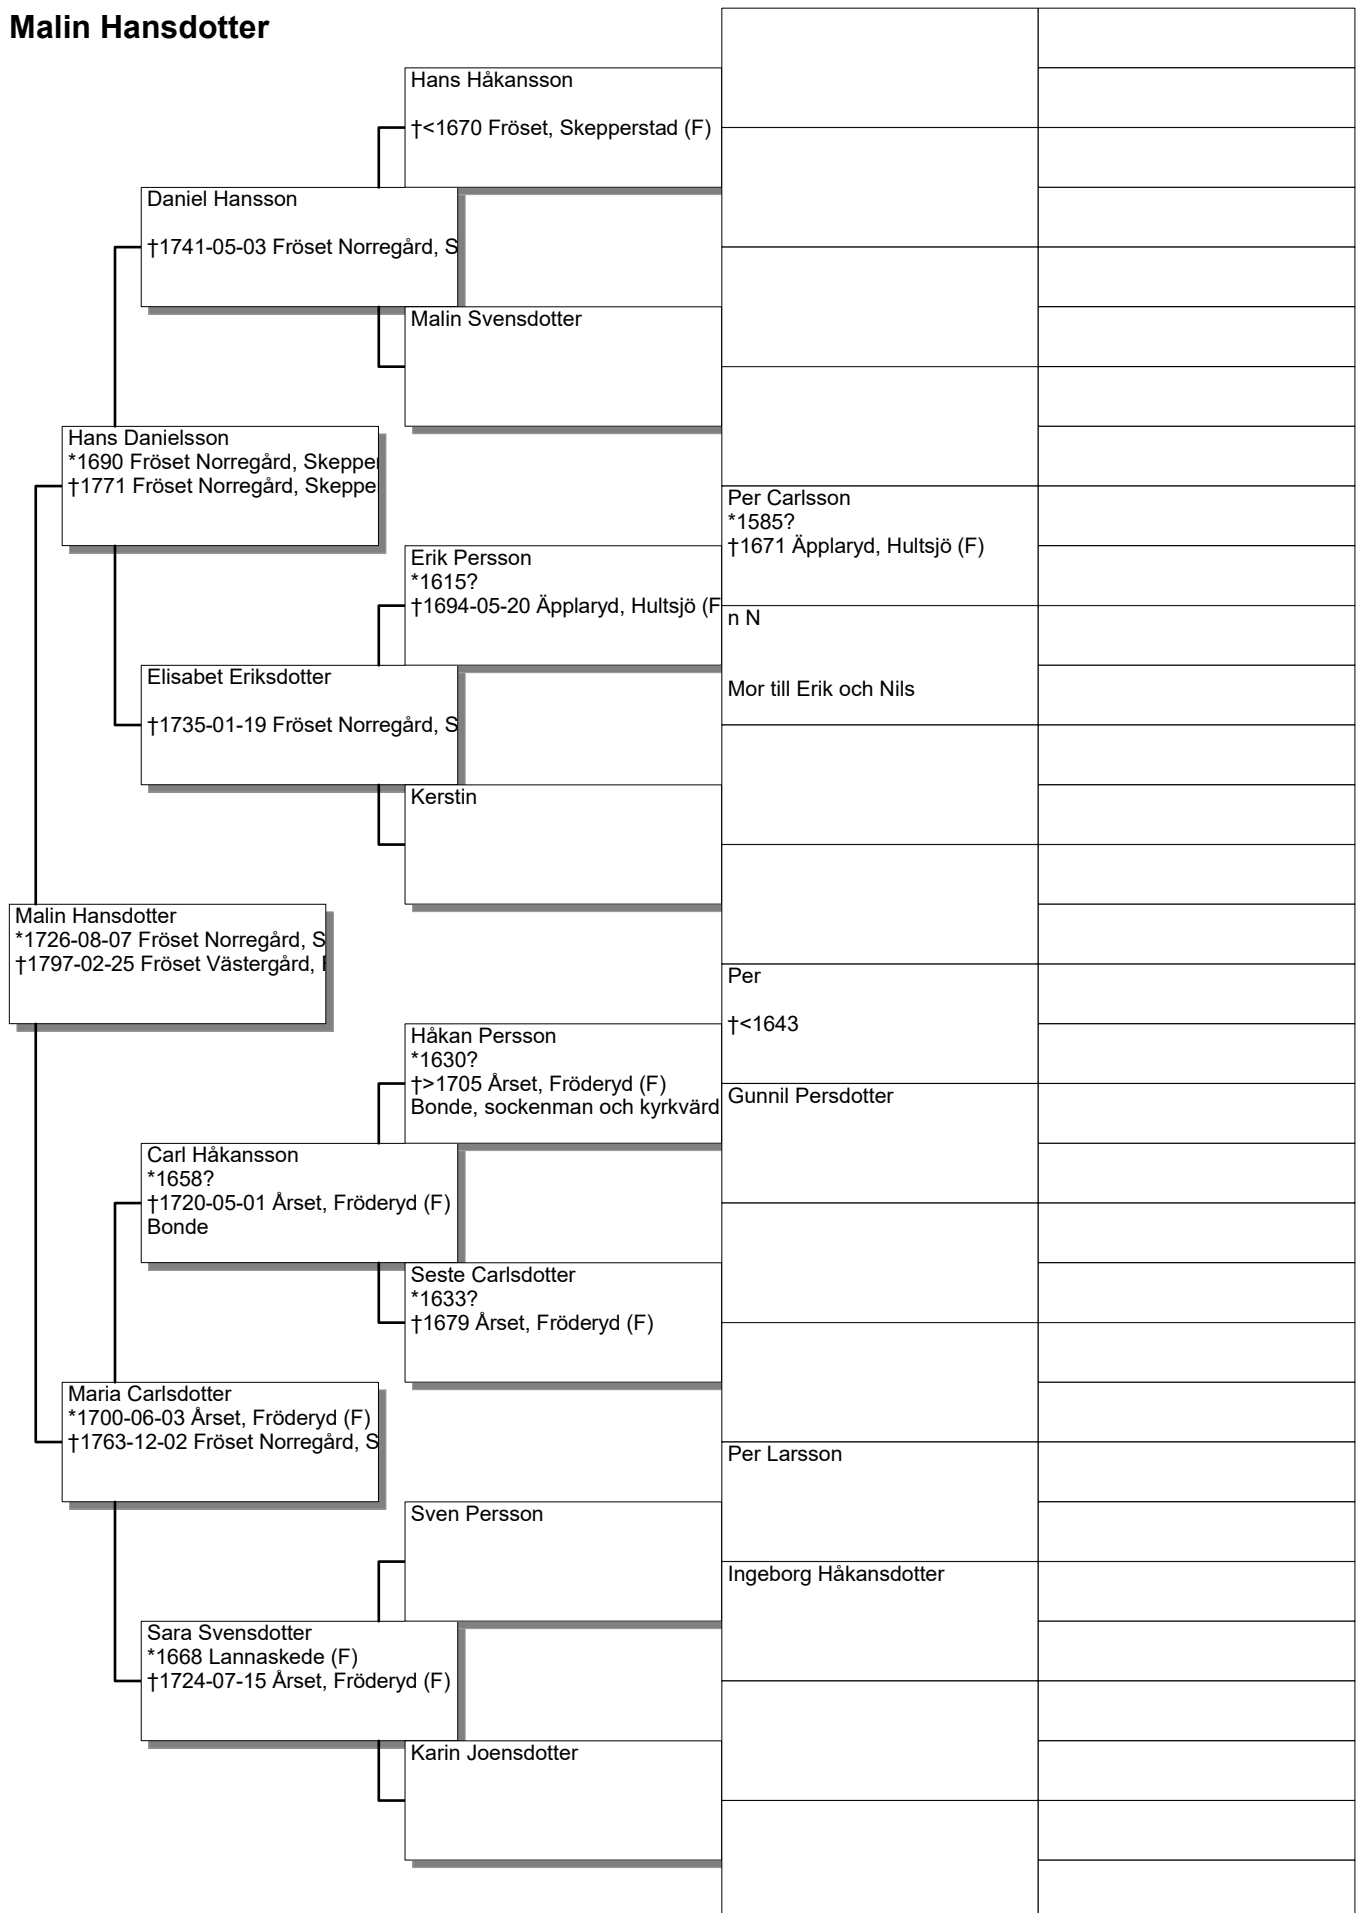 Malin Hansdotter
Hans Håkansson
†<1670 Fröset, Skepperstad (F)
Daniel Hansson
†1741-05-03 Fröset Norregård, S
Malin Svensdotter
Hans Danielsson
*1690 Fröset Norregård, Skeppe
†1771 Fröset Norregård, Skeppe
Per Carlsson
*1585?
†1671 Äpplaryd, Hultsjö (F)
Erik Persson
*1615?
†1694-05-20 Äpplaryd, Hultsjö (F
n N
Mor till Erik och Nils
Elisabet Eriksdotter
†1735-01-19 Fröset Norregård, S
Kerstin
Malin Hansdotter
*1726-08-07 Fröset Norregård, S
†1797-02-25 Fröset Västergård,
Per
†<1643
Håkan Persson
*1630?
†>1705 Årset, Fröderyd (F)
Bonde, sockenman och kyrkvärd
Gunnil Persdotter
Carl Håkansson
*1658?
†1720-05-01 Årset, Fröderyd (F)
Bonde
Seste Carlsdotter
*1633?
†1679 Årset, Fröderyd (F)
Maria Carlsdotter
*1700-06-03 Årset, Fröderyd (F)
†1763-12-02 Fröset Norregård, S
Per Larsson
Sven Persson
Ingeborg Håkansdotter
Sara Svensdotter
*1668 Lannaskede (F)
†1724-07-15 Årset, Fröderyd (F)
Karin Joensdotter